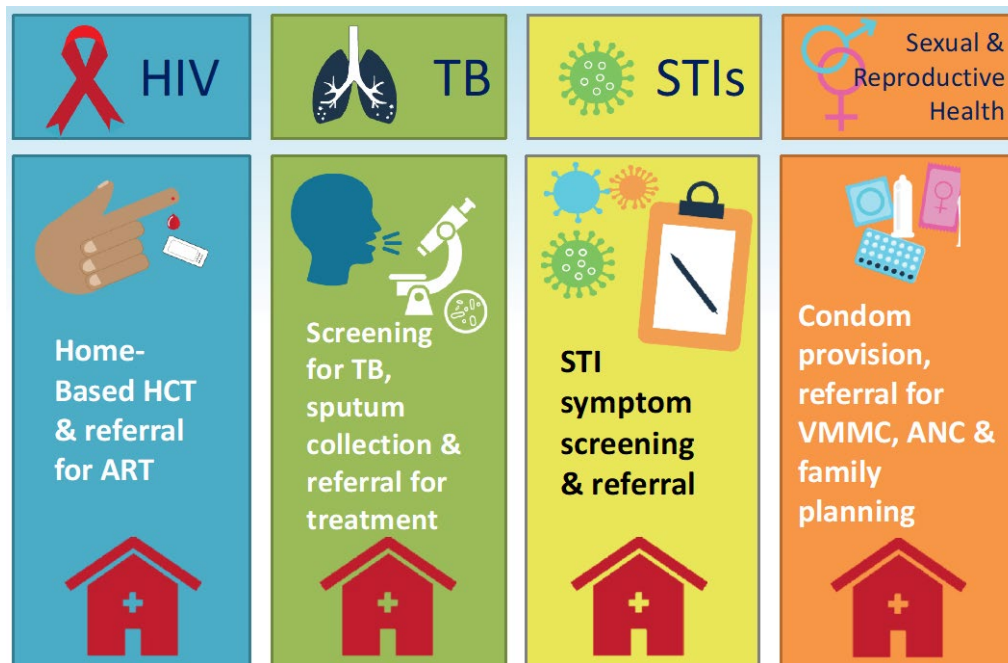 HIV
TB
STIs
Sexual &
Reproductive
Health
Home-
Based HCT
& referral
for ART
Screening
for TB,
sputum
collection &
referral for
treatment
STI
symptom
screening
& referral
Condom
provision,
referral for
VMMC, ANC &
family
planning